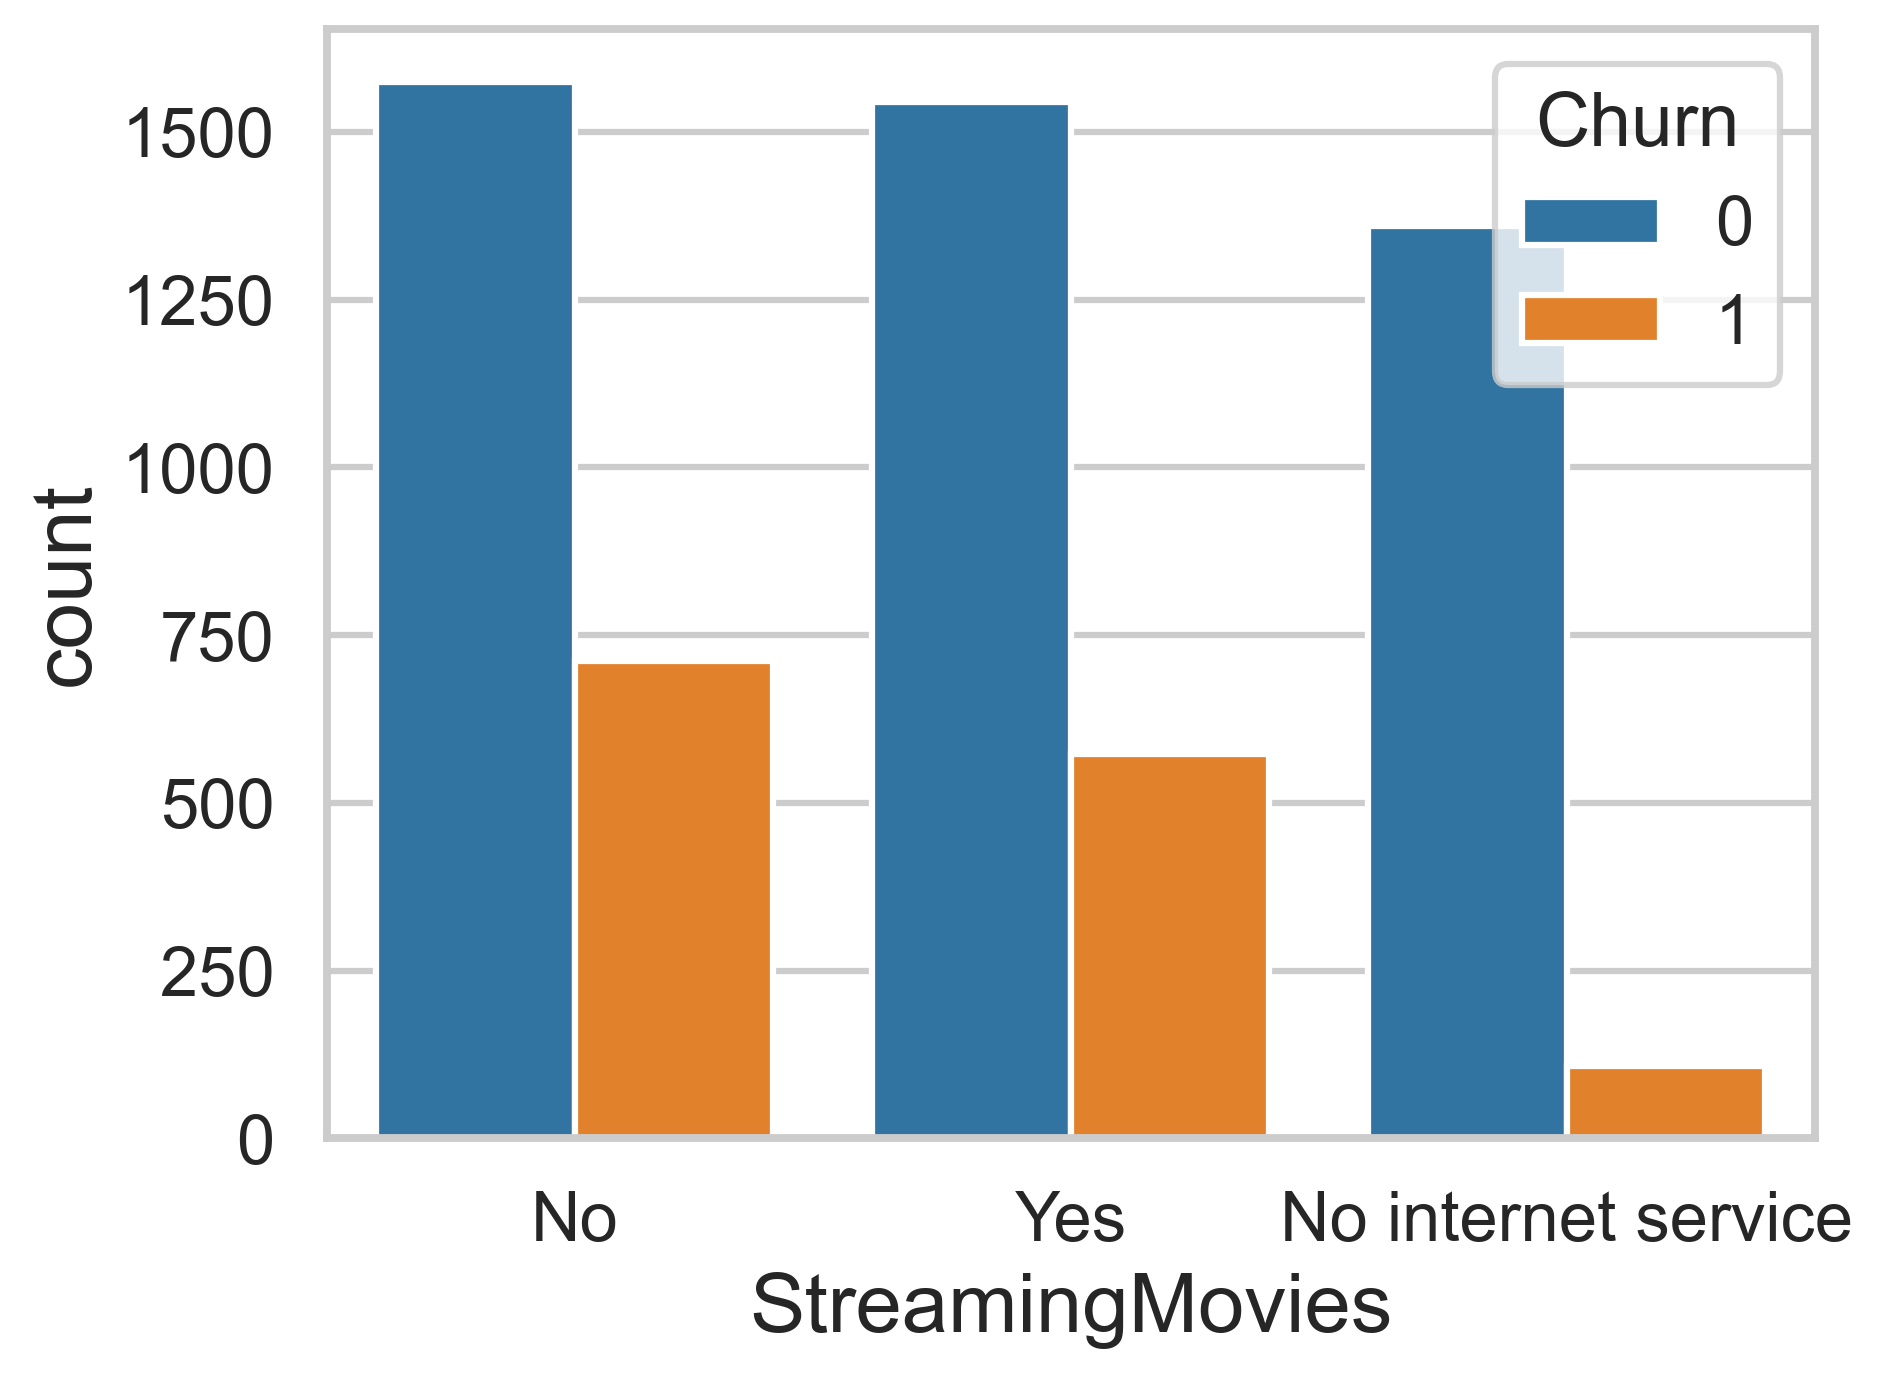 Churn
0
1
1500
1250
1000
750
500
250
0
count
No
Yes
No internet service
StreamingMovies